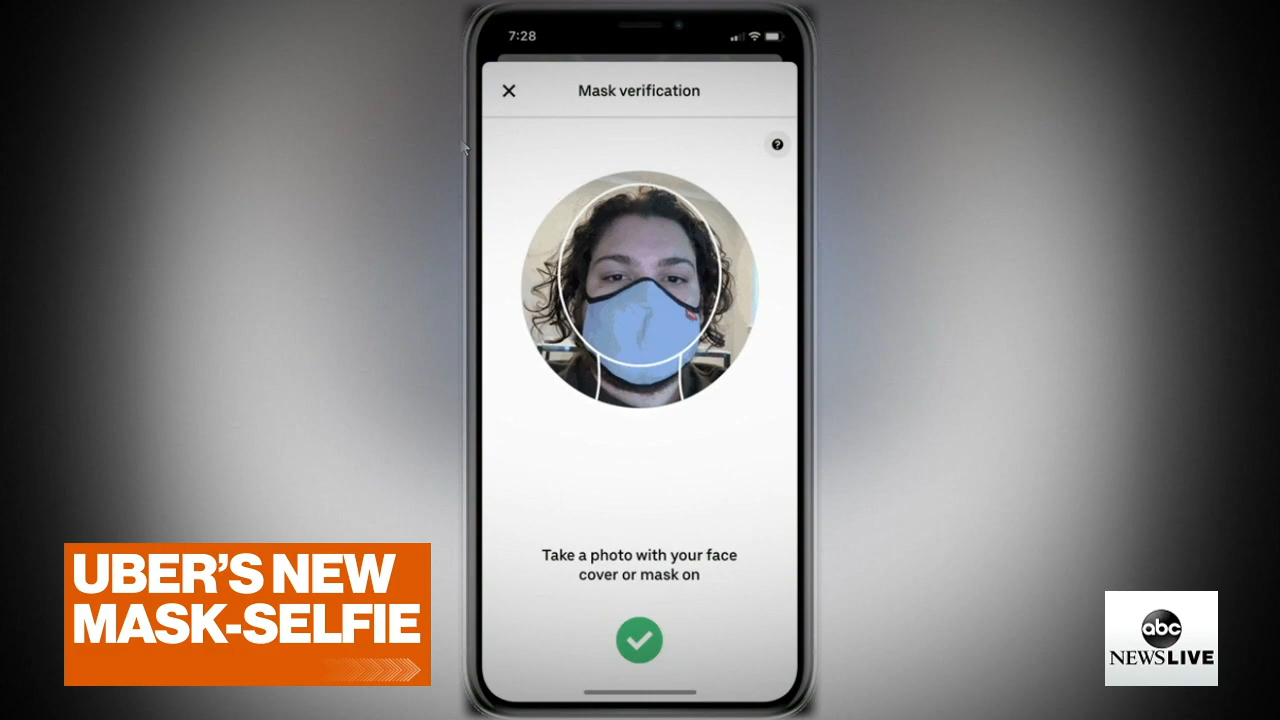 7:28
Mask verification
?
Take a photo with your face
cover or mask on
UBER'S NEW
MASK-SELFIE
abc
NEWSLIVE